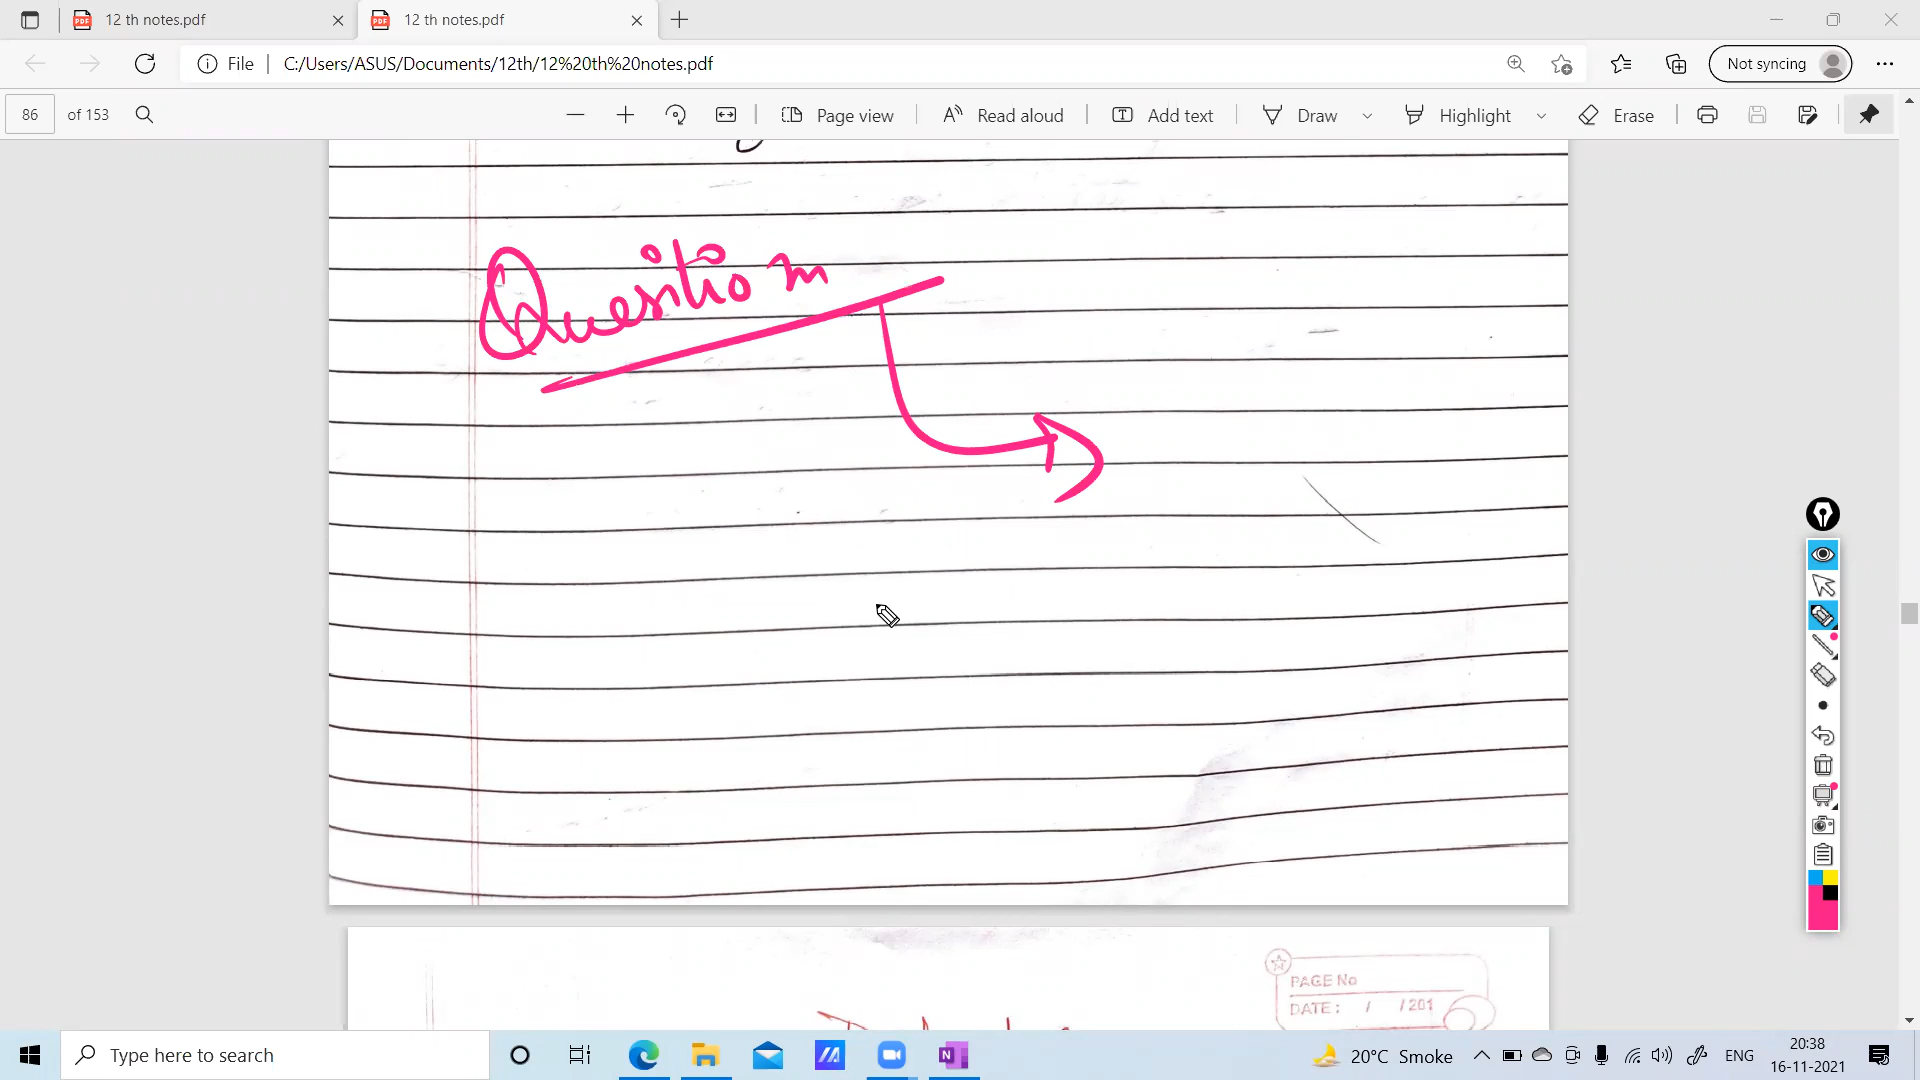 12 th notes.pdf
12 th notes.pdf
File
C:/Users/ASUS/Documents/12th/12%20th%20notes.pdf
Not syncing
86 of 153
Page view
Read aloud
Add text
Draw
Highlight
Erase
Question
PAGE No
DATE: / /201
Type here to search
20°C Smoke
ENG
20:38
16-11-2021